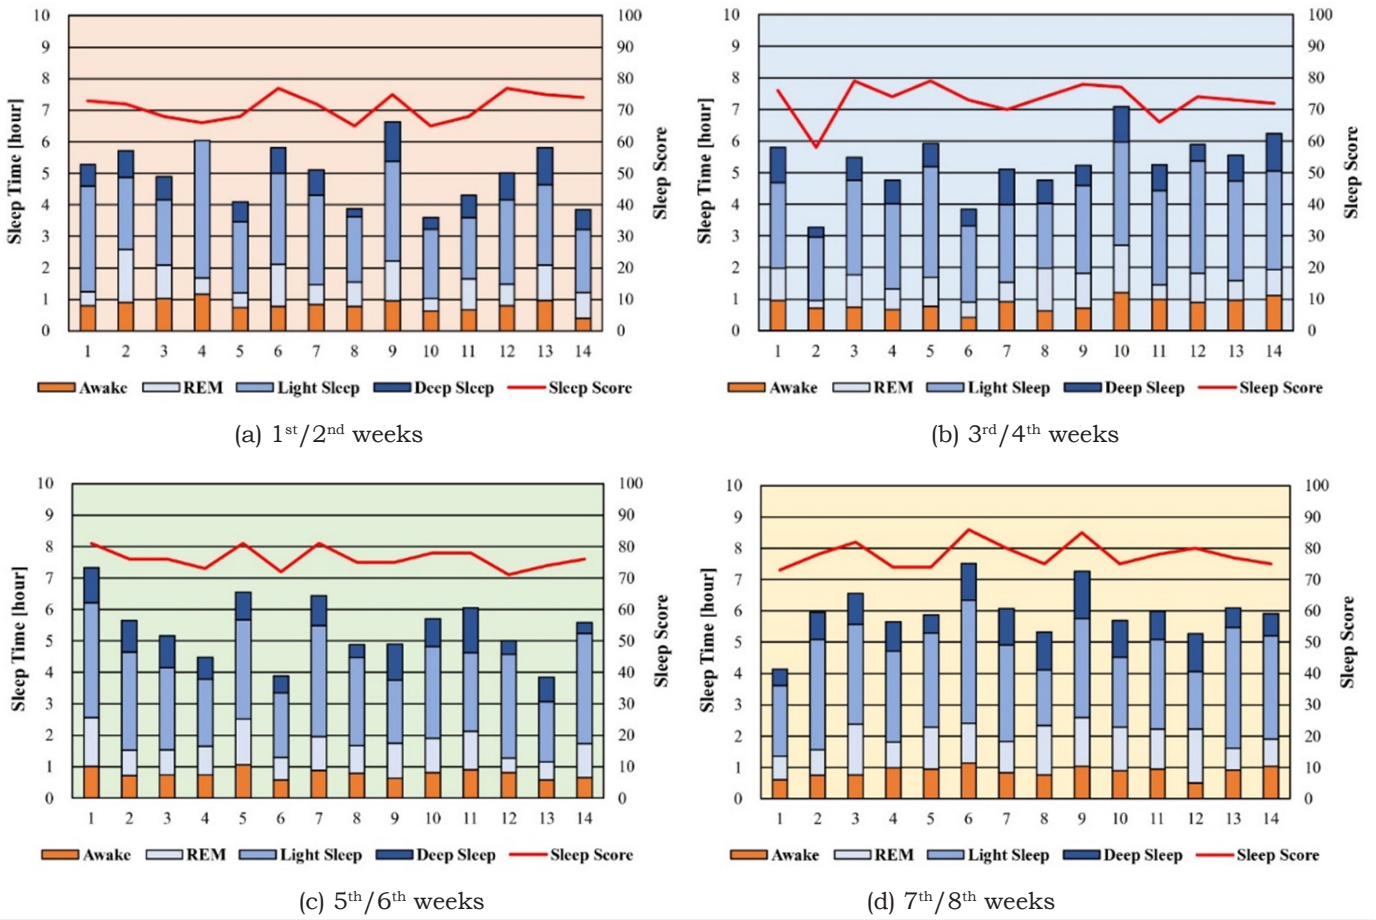 10 9 8 7 6 5 4 3 2 1 0
Sleep Time [hour]
100 90 80 70 60 50 40 30 20 10 0
Sleep Score
1 2 3 4 5 6 7 8 9 10 11 12 13 14
Awake REM Light Sleep Deep Sleep Sleep Score
(a) 1st/2nd weeks
10 9 8 7 6 5 4 3 2 1 0
Sleep Time [hour]
100 90 80 70 60 50 40 30 20 10 0
Sleep Score
1 2 3 4 5 6 7 8 9 10 11 12 13 14
Awake REM Light Sleep Deep Sleep Sleep Score
(b) 3rd/4th weeks
10 9 8 7 6 5 4 3 2 1 0
Sleep Time [hour]
100 90 80 70 60 50 40 30 20 10 0
Sleep Score
1 2 3 4 5 6 7 8 9 10 11 12 13 14
Awake REM Light Sleep Deep Sleep Sleep Score
(c) 5th/6th weeks
10 9 8 7 6 5 4 3 2 1 0
Sleep Time [hour]
100 90 80 70 60 50 40 30 20 10 0
Sleep Score
1 2 3 4 5 6 7 8 9 10 11 12 13 14
Awake REM Light Sleep Deep Sleep Sleep Score
(d) 7th/8th weeks